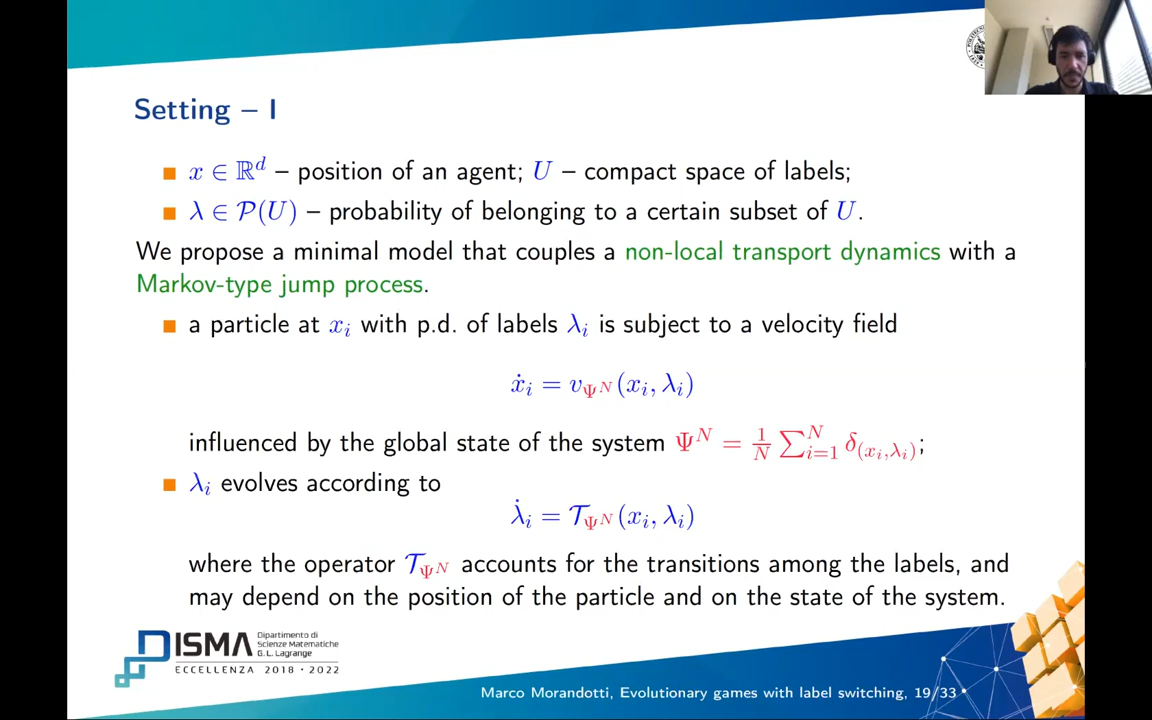 Setting – I
x ∈ ℝᵈ – position of an agent; U – compact space of labels;
λ ∈ 𝒫(U) – probability of belonging to a certain subset of U.
We propose a minimal model that couples a non-local transport dynamics with a
Markov-type jump process.
a particle at xᵢ with p.d. of labels λᵢ is subject to a velocity field
ẋᵢ = v_{Ψᴺ}(xᵢ, λᵢ)
influenced by the global state of the system Ψᴺ = 1/N ∑_{i=1}^{N} δ_{(xᵢ,λᵢ)};
λᵢ evolves according to
λ̇ᵢ = 𝒯_{Ψᴺ}(xᵢ, λᵢ)
where the operator 𝒯_{Ψᴺ} accounts for the transitions among the labels, and
may depend on the position of the particle and on the state of the system.
DISMA
Dipartimento di
Scienze Matematiche
G. L. Lagrange
ECCELLENZA 2018 · 2022
Marco Morandotti, Evolutionary games with label switching, 19/33